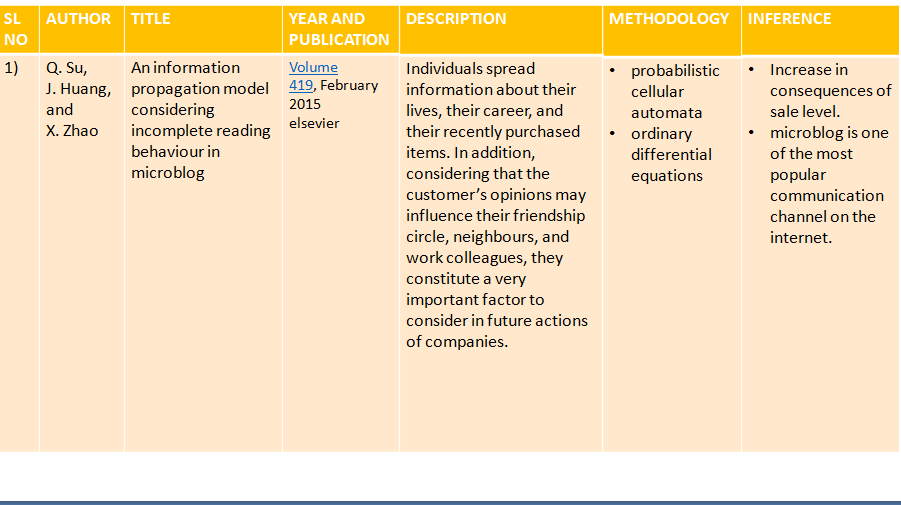 SL NO
AUTHOR
TITLE
YEAR AND PUBLICATION
DESCRIPTION
METHODOLOGY
INFERENCE
1)
Q. Su,
J. Huang,
and
X. Zhao
An information
propagation model
considering
incomplete reading
behaviour in
microblog
Volume
419, February
2015
elsevier
Individuals spread
information about their
lives, their career, and
their recently purchased
items. In addition,
considering that the
customer’s opinions may
influence their friendship
circle, neighbours, and
work colleagues, they
constitute a very
important factor to
consider in future actions
of companies.
• probabilistic
cellular
automata
• ordinary
differential
equations
• Increase in
consequences of
sale level.
• microblog is one
of the most
popular
communication
channel on the
internet.